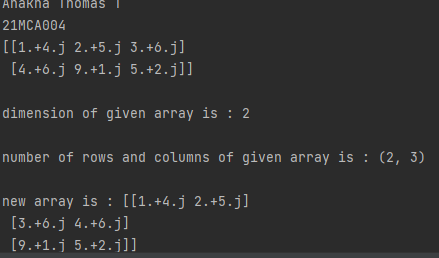 Anakha Thomas T
21MCA004
[[1.+4.j 2.+5.j 3.+6.j]
 [4.+6.j 9.+1.j 5.+2.j]]
dimension of given array is : 2
number of rows and columns of given array is : (2, 3)
new array is : [[1.+4.j 2.+5.j]
 [3.+6.j 4.+6.j]
 [9.+1.j 5.+2.j]]